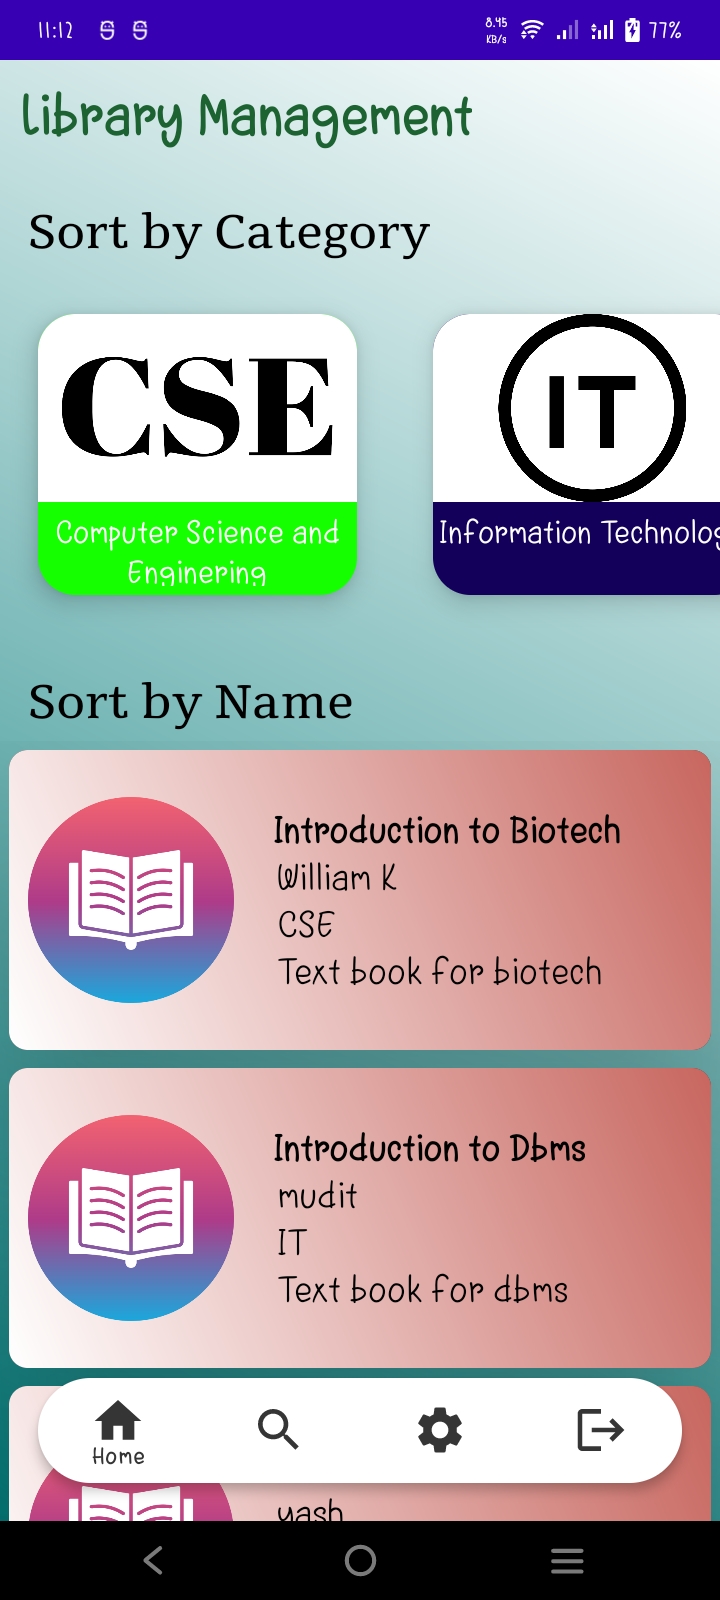 11:12
8.45
KB/s
77%
Library Management
Sort by Category
CSE
IT
Computer Science and
Enginering
Information Technolog
Sort by Name
Introduction to Biotech
William K
CSE
Text book for biotech
Introduction to Dbms
mudit
IT
Text book for dbms
Home
yash